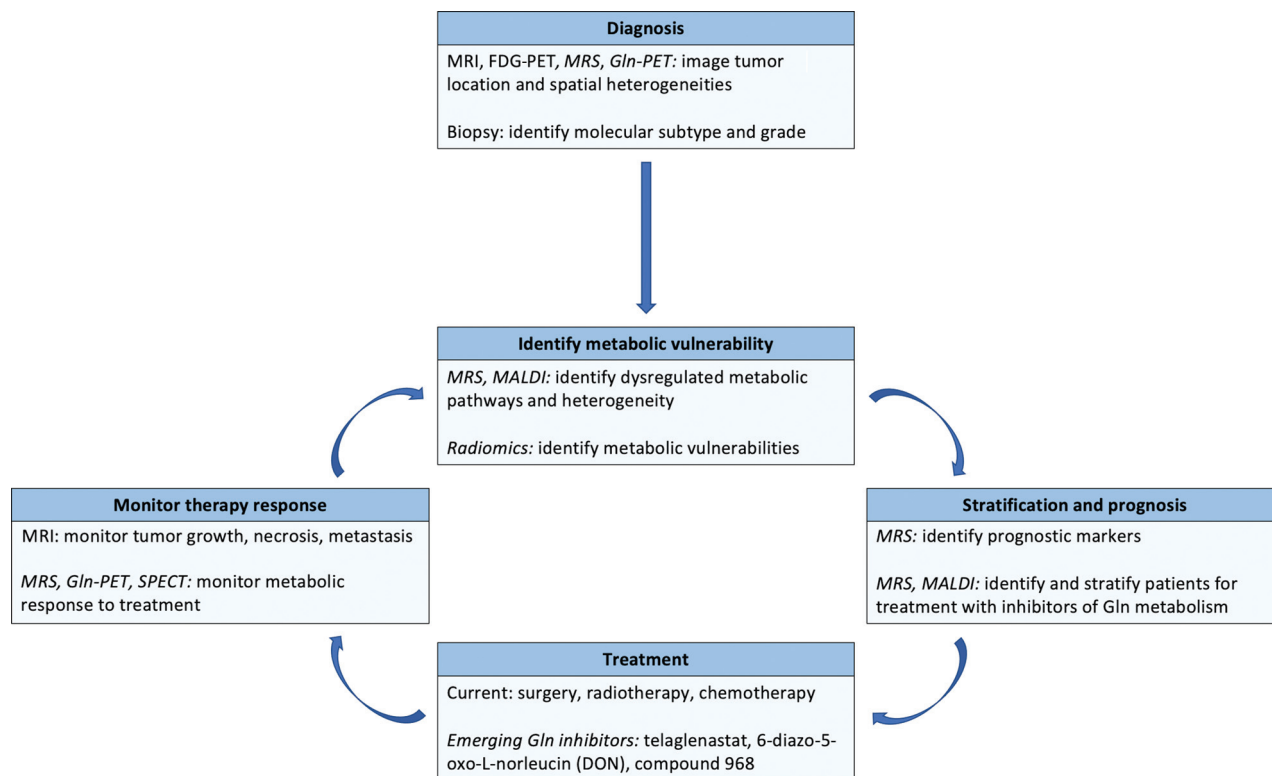 Diagnosis
MRI, FDG-PET, MRS, Gln-PET: image tumor
location and spatial heterogeneities
Biopsy: identify molecular subtype and grade
Identify metabolic vulnerability
MRS, MALDI: identify dysregulated metabolic
pathways and heterogeneity
Radiomics: identify metabolic vulnerabilities
Monitor therapy response
MRI: monitor tumor growth, necrosis, metastasis
MRS, Gln-PET, SPECT: monitor metabolic
response to treatment
Stratification and prognosis
MRS: identify prognostic markers
MRS, MALDI: identify and stratify patients for
treatment with inhibitors of Gln metabolism
Treatment
Current: surgery, radiotherapy, chemotherapy
Emerging Gln inhibitors: telaglenastat, 6-diazo-5-
oxo-L-norleucin (DON), compound 968